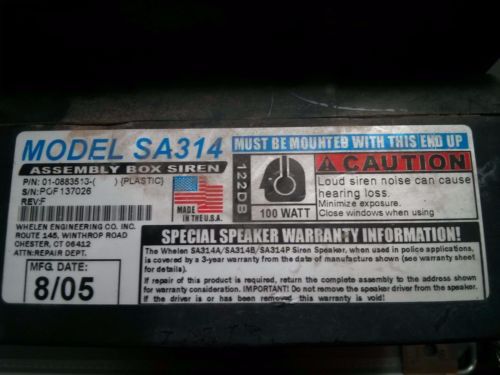 MODEL SA314
ASSEMBLY BOX SIREN
P/N: 01-0883513-( ) (PLASTIC)
S/N:POF137026
REV:F
WHELEN ENGINEERING CO. INC.
ROUTE 145, WINTHROP ROAD
CHESTER, CT 06412
ATTN:REPAIR DEPT.
MFG. DATE:
8/05
MADE
IN THE U.S.A.
MUST BE MOUNTED WITH THIS END UP
122DB
100 WATT
CAUTION
Loud siren noise can cause
hearing loss.
Minimize exposure.
Close windows when using
SPECIAL SPEAKER WARRANTY INFORMATION
The Whelen SA314A/SA314B/SA314P Siren Speaker, when used in police applications,
is covered by a 3-year warranty from the date of manufacture shown (see warranty sheet
for details).
If repair of this product is required, return the complete assembly to the address shown
for warranty consideration. IMPORTANT! Do not remove the speaker driver from the assembly.
If the driver is or has been removed this warranty is void!